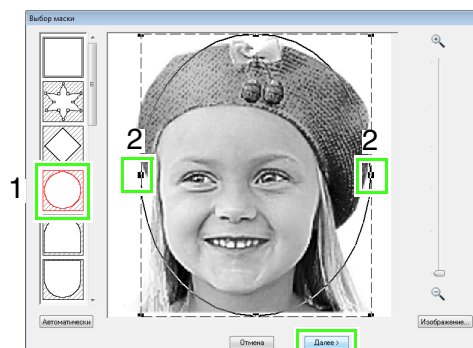 Выбор маски
2
2
1
Автоматически
Изображение...
Отмена
Далее >